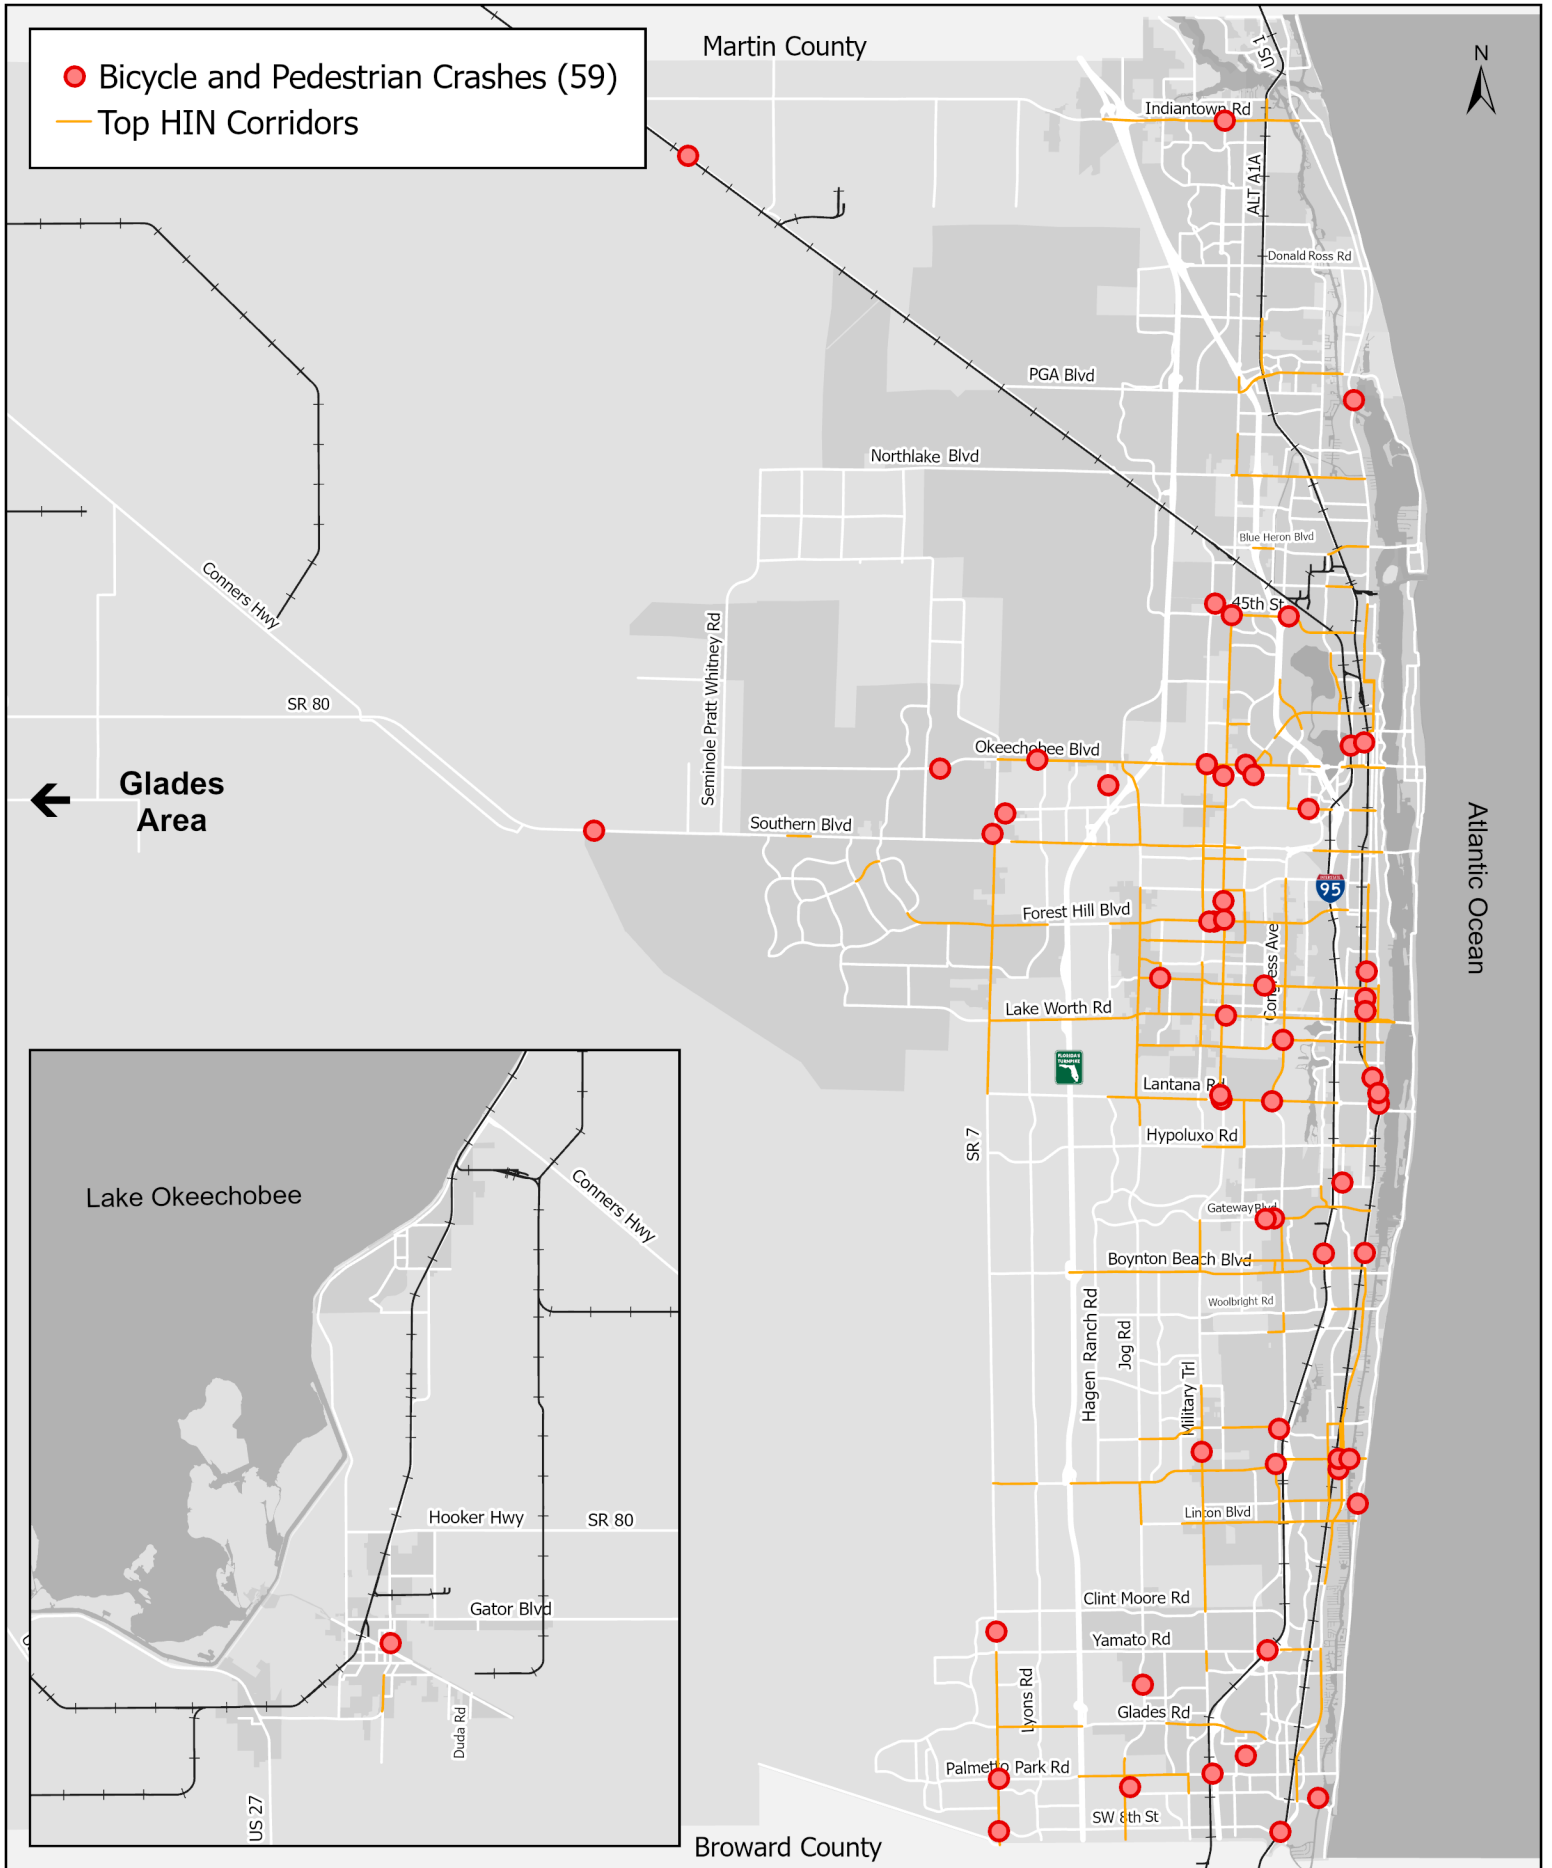 Martin County
Bicycle and Pedestrian Crashes (59)
Top HIN Corridors
N
US 1
Indiantown Rd
ALT A1A
Donald Ross Rd
PGA Blvd
Northlake Blvd
Blue Heron Blvd
45th St
Conners Hwy
Seminole Pratt Whitney Rd
SR 80
Okeechobee Blvd
Glades
Area
Southern Blvd
Atlantic Ocean
INTERSTATE
95
Forest Hill Blvd
Congress Ave
Lake Worth Rd
FLORIDA'S
TURNPIKE
Lantana Rd
Hypoluxo Rd
SR 7
Lake Okeechobee
Conners Hwy
Gateway Blvd
Boynton Beach Blvd
Woolbright Rd
Hagen Ranch Rd
Jog Rd
Military Trl
Hooker Hwy
SR 80
Linton Blvd
Clint Moore Rd
Gator Blvd
Yamato Rd
Lyons Rd
Glades Rd
Duda Rd
Palmetto Park Rd
US 27
SW 8th St
Broward County